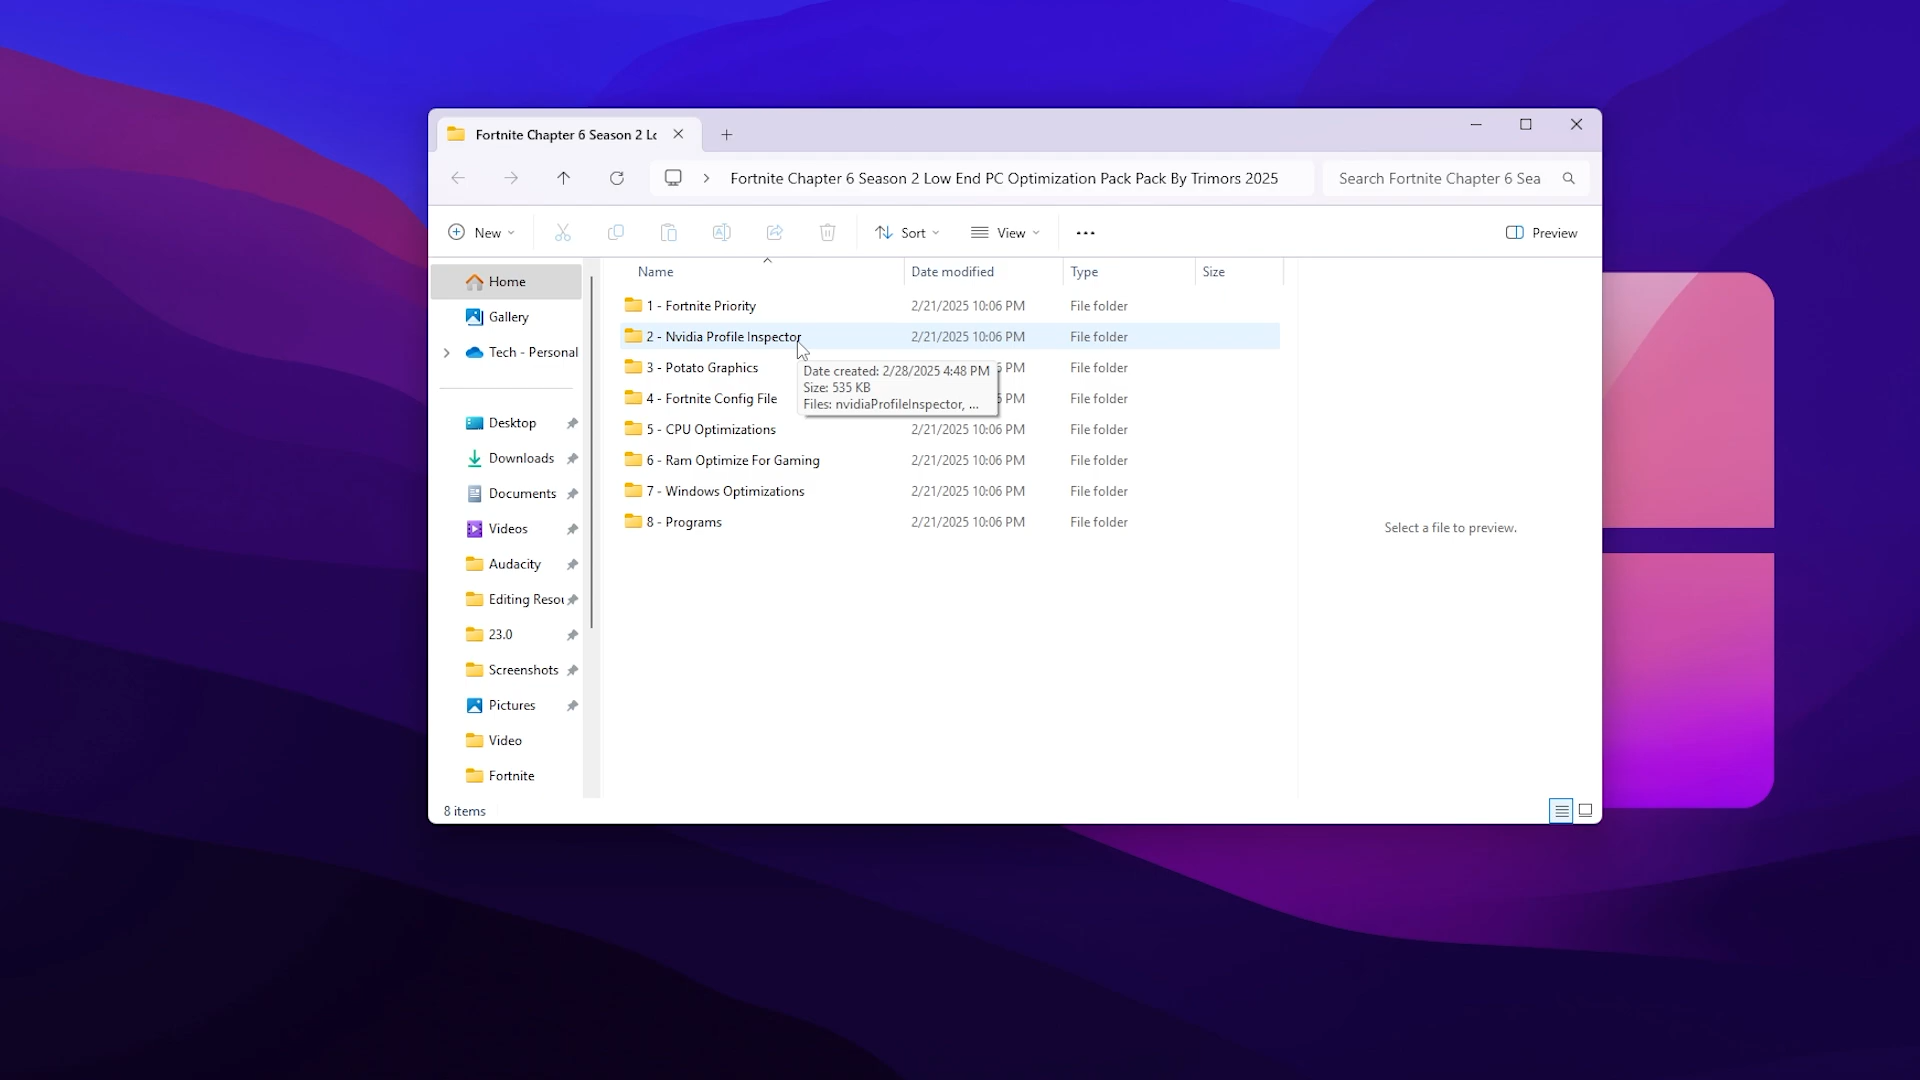 Fortnite Chapter 6 Season 2 Lo
Fortnite Chapter 6 Season 2 Low End PC Optimization Pack Pack By Trimors 2025
Search Fortnite Chapter 6 Sea
New
Sort
View
Preview
Home
Gallery
Tech - Personal
Desktop
Downloads
Documents
Videos
Audacity
Editing Resou
23.0
Screenshots
Pictures
Video
Fortnite
Name Date modified Type Size
1 - Fortnite Priority 2/21/2025 10:06 PM File folder
2 - Nvidia Profile Inspector 2/21/2025 10:06 PM File folder
3 - Potato Graphics 6 PM File folder
4 - Fortnite Config File 6 PM File folder
5 - CPU Optimizations 2/21/2025 10:06 PM File folder
6 - Ram Optimize For Gaming 2/21/2025 10:06 PM File folder
7 - Windows Optimizations 2/21/2025 10:06 PM File folder
8 - Programs 2/21/2025 10:06 PM File folder
Date created: 2/28/2025 4:48 PM
Size: 535 KB
Files: nvidiaProfileInspector, ...
Select a file to preview.
8 items